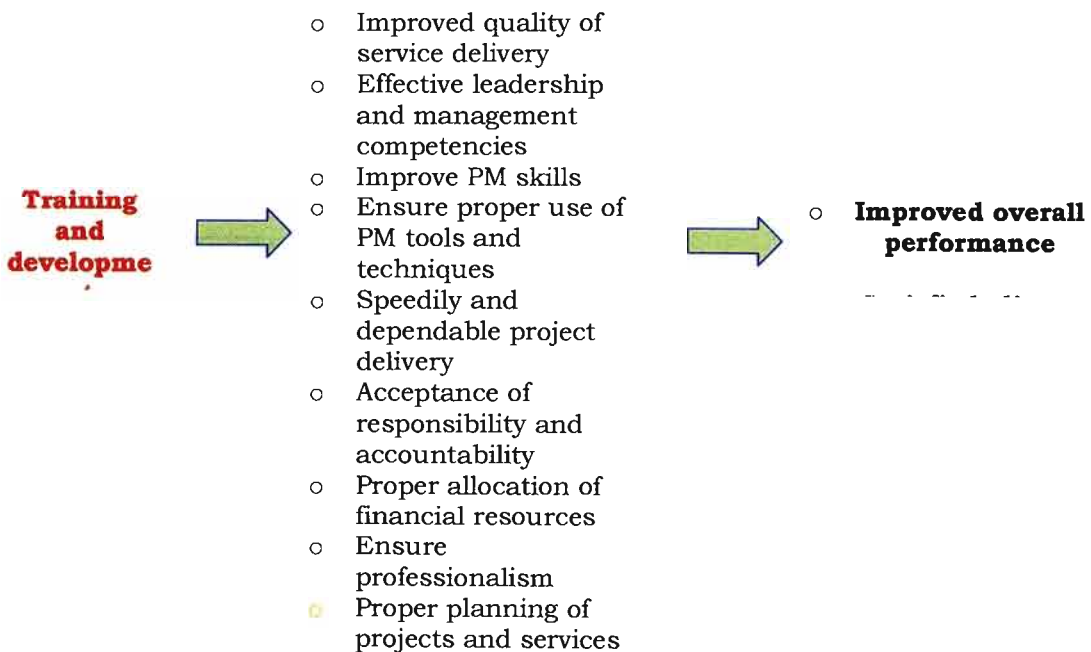 Training
and
developme
○ Improved quality of
service delivery
○ Effective leadership
and management
competencies
○ Improve PM skills
○ Ensure proper use of
PM tools and
techniques
○ Speedily and
dependable project
delivery
○ Acceptance of
responsibility and
accountability
○ Proper allocation of
financial resources
○ Ensure
professionalism
○ Proper planning of
projects and services
○ Improved overall
performance